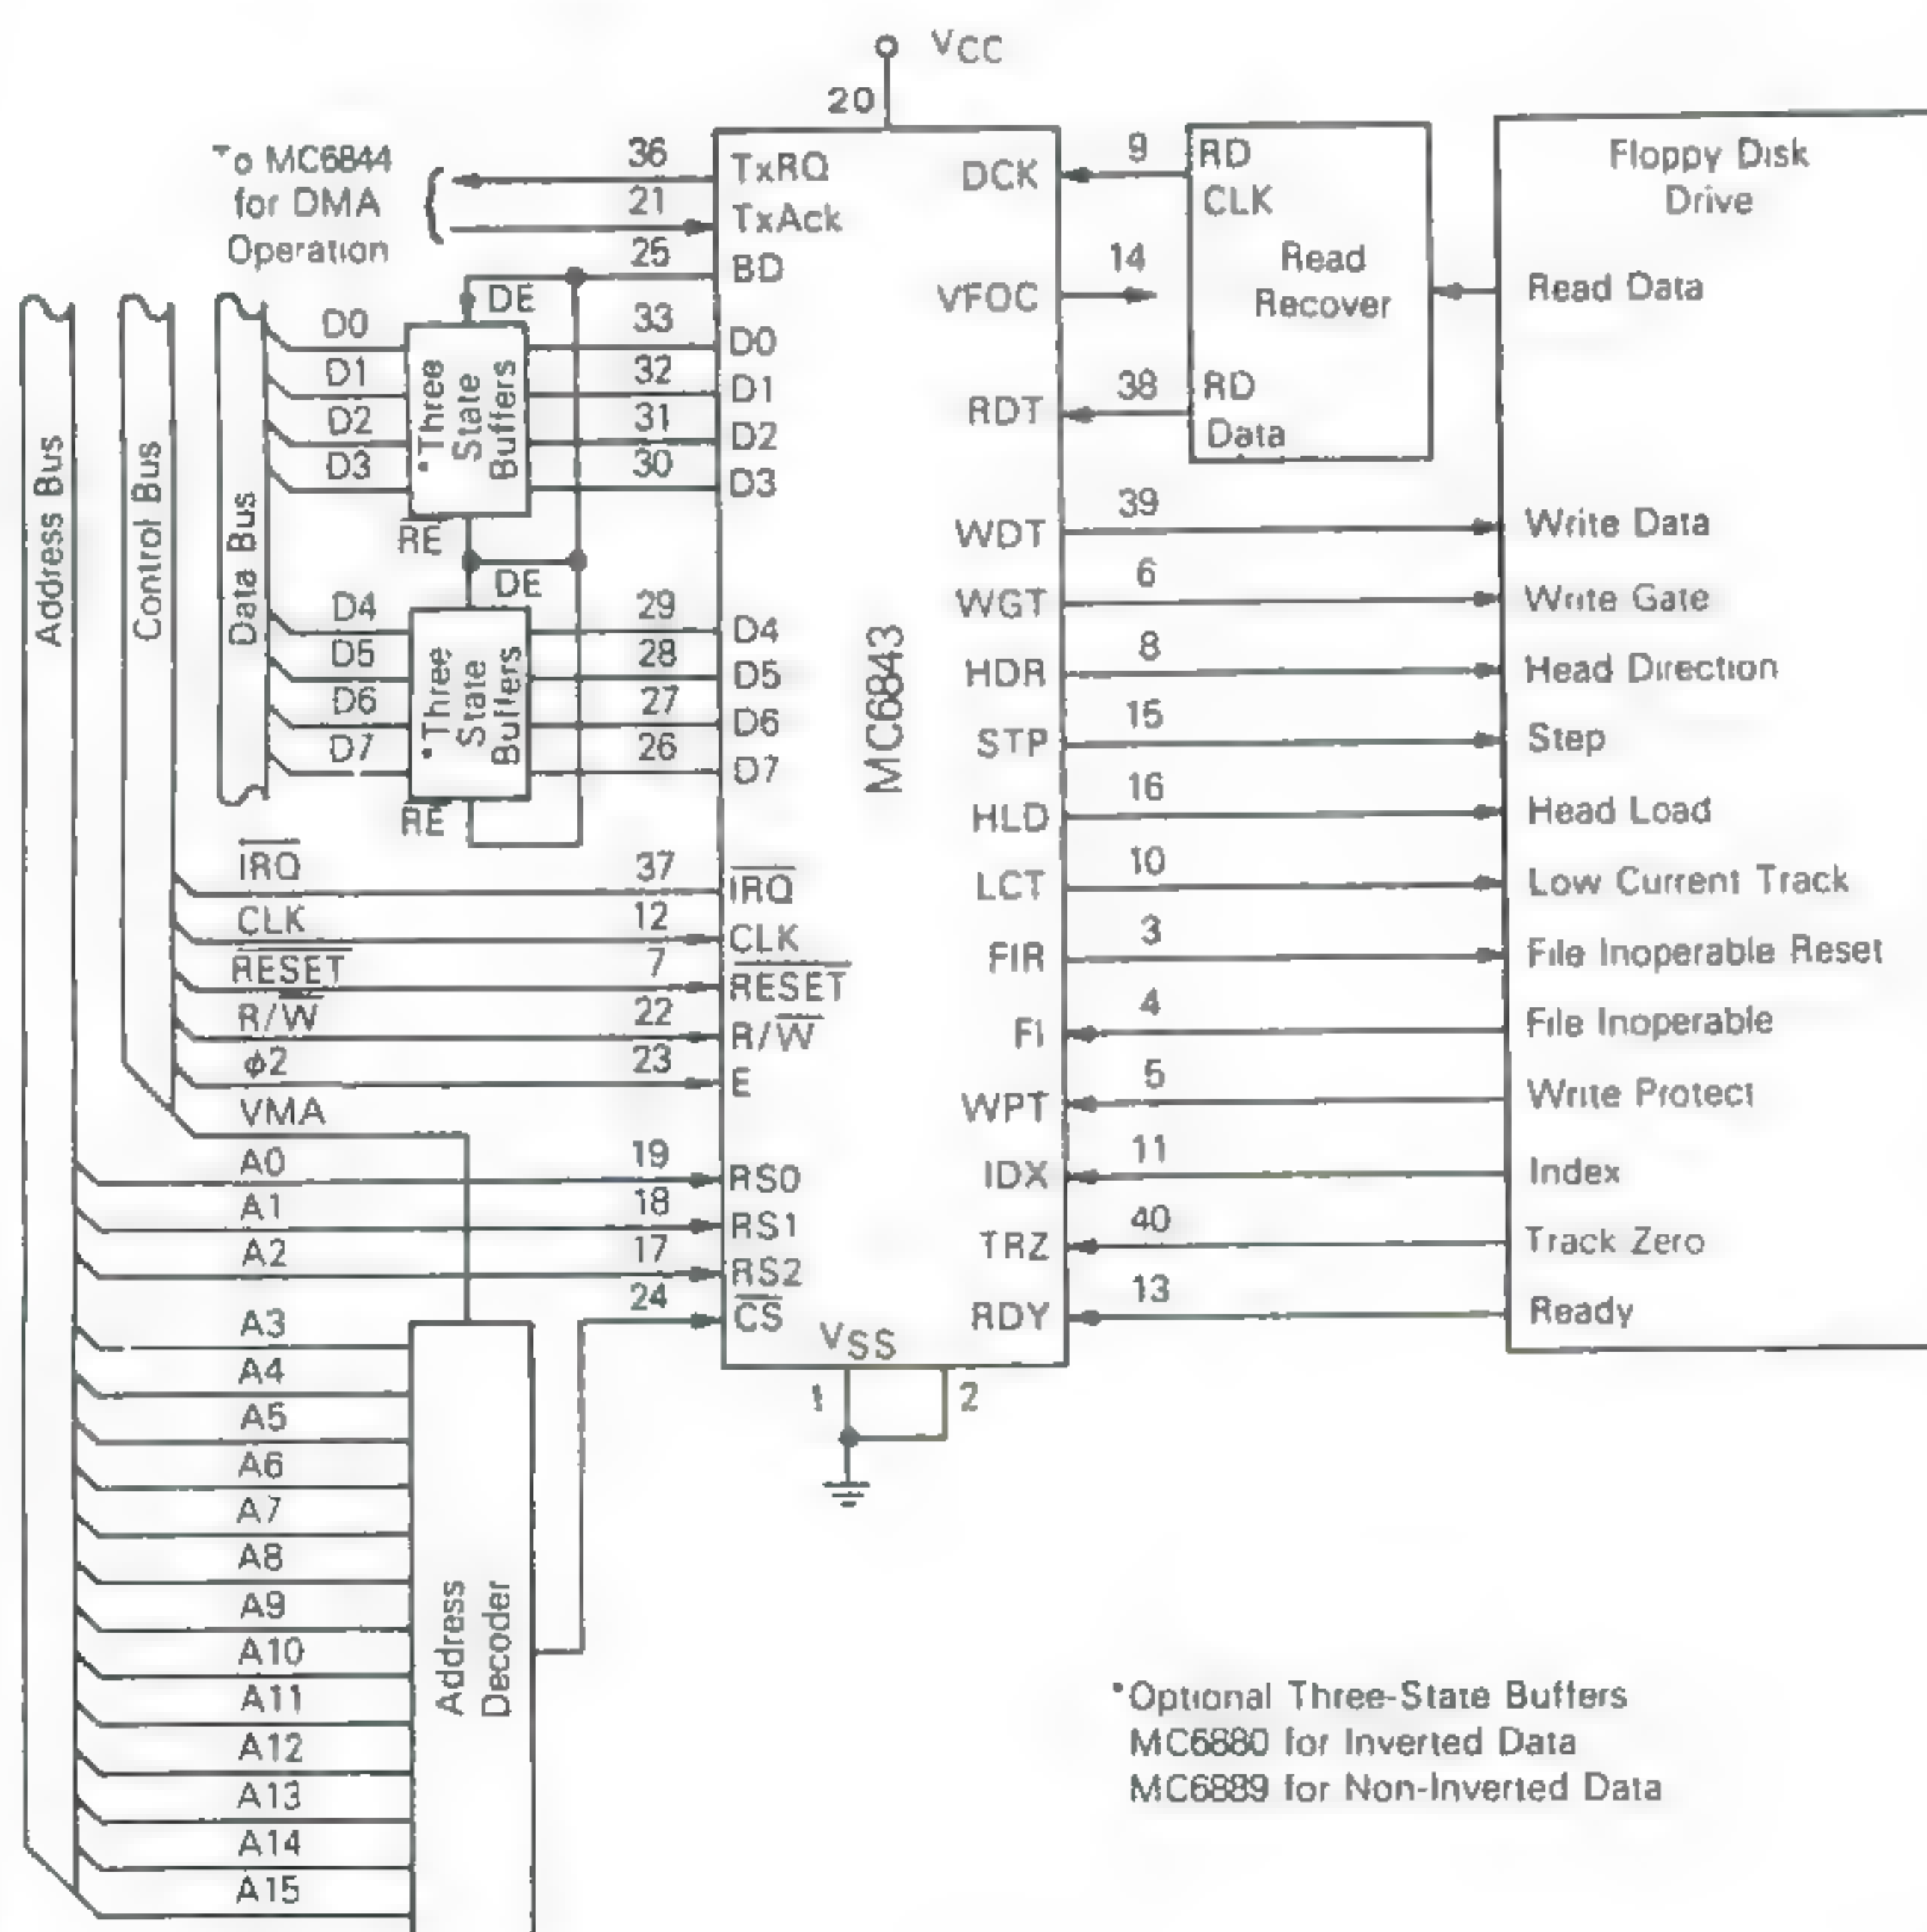 VCC
20
To MC6844
for DMA
Operation
36
TxRQ
21
TxAck
25
BD
DE
D0
33
D0
D1
32
D1
D2
31
D2
D3
30
D3
*Three
State
Buffers
RE
DE
D4
29
D4
D5
28
D5
D6
27
D6
D7
26
D7
*Three
State
Buffers
RE
Address Bus
Control Bus
Data Bus
IRQ
37
IRQ
CLK
12
CLK
RESET
7
RESET
R/W
22
R/W
ϕ2
23
E
VMA
A0
19
RS0
A1
18
RS1
A2
17
RS2
24
CS
A3
A4
A5
A6
A7
A8
A9
A10
A11
A12
A13
A14
A15
Address
Decoder
MC6843
VSS
1
2
DCK
9
RD
CLK
VFOC
14
Read
Recover
RDT
38
RD
Data
Floppy Disk
Drive
Read Data
WDT
39
Write Data
WGT
6
Write Gate
HDR
8
Head Direction
STP
15
Step
HLD
16
Head Load
LCT
10
Low Current Track
FIR
3
File Inoperable Reset
FI
4
File Inoperable
WPT
5
Write Protect
IDX
11
Index
TRZ
40
Track Zero
RDY
13
Ready
*Optional Three-State Buffers
MC6880 for Inverted Data
MC6889 for Non-Inverted Data